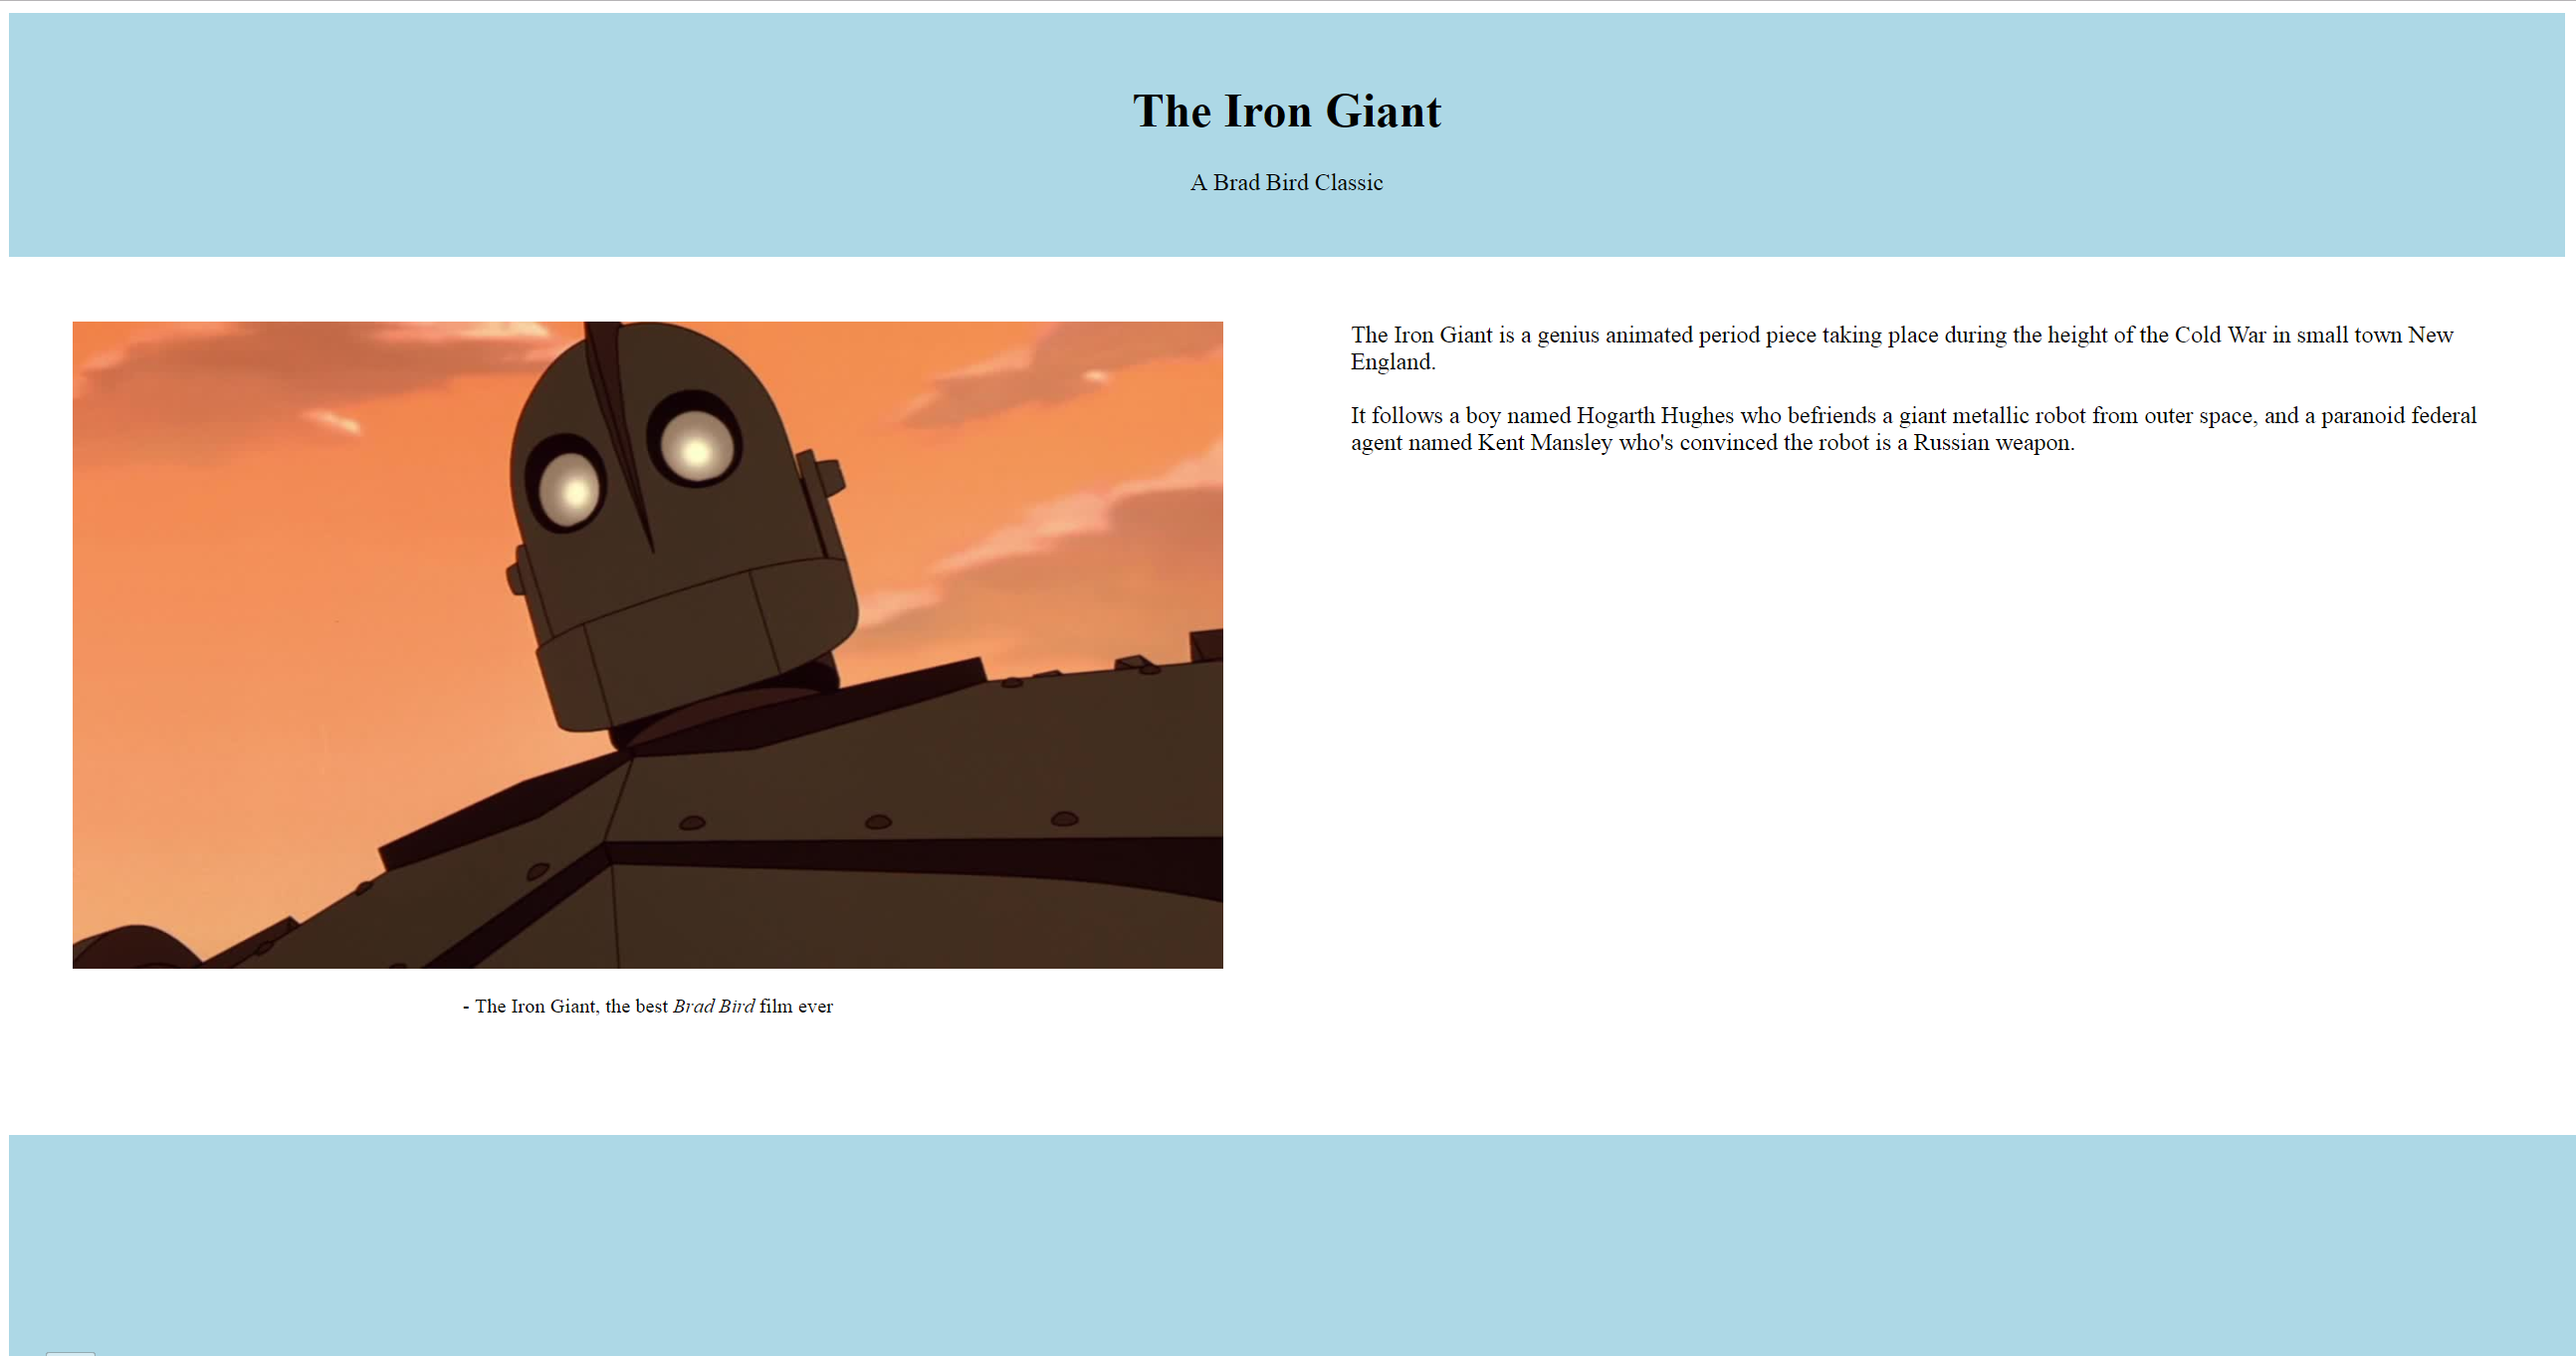 The Iron Giant
A Brad Bird Classic
The Iron Giant is a genius animated period piece taking place during the height of the Cold War in small town New
England.
It follows a boy named Hogarth Hughes who befriends a giant metallic robot from outer space, and a paranoid federal
agent named Kent Mansley who's convinced the robot is a Russian weapon.
- The Iron Giant, the best Brad Bird film ever